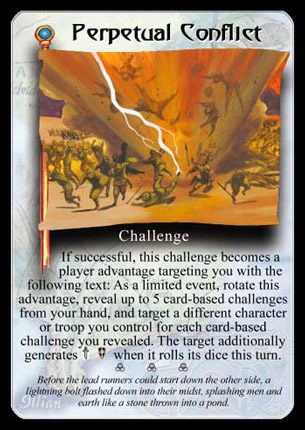 Perpetual Conflict
Challenge
If successful, this challenge becomes a
player advantage targeting you with the
following text: As a limited event, rotate this
advantage, reveal up to 5 card-based challenges
from your hand, and target a different character
or troop you control for each card-based
challenge you revealed. The target additionally
generates when it rolls its dice this turn.
Before the lead runners could start down the other side, a
lightning bolt flashed down into their midst, splashing men and
earth like a stone thrown into a pond.